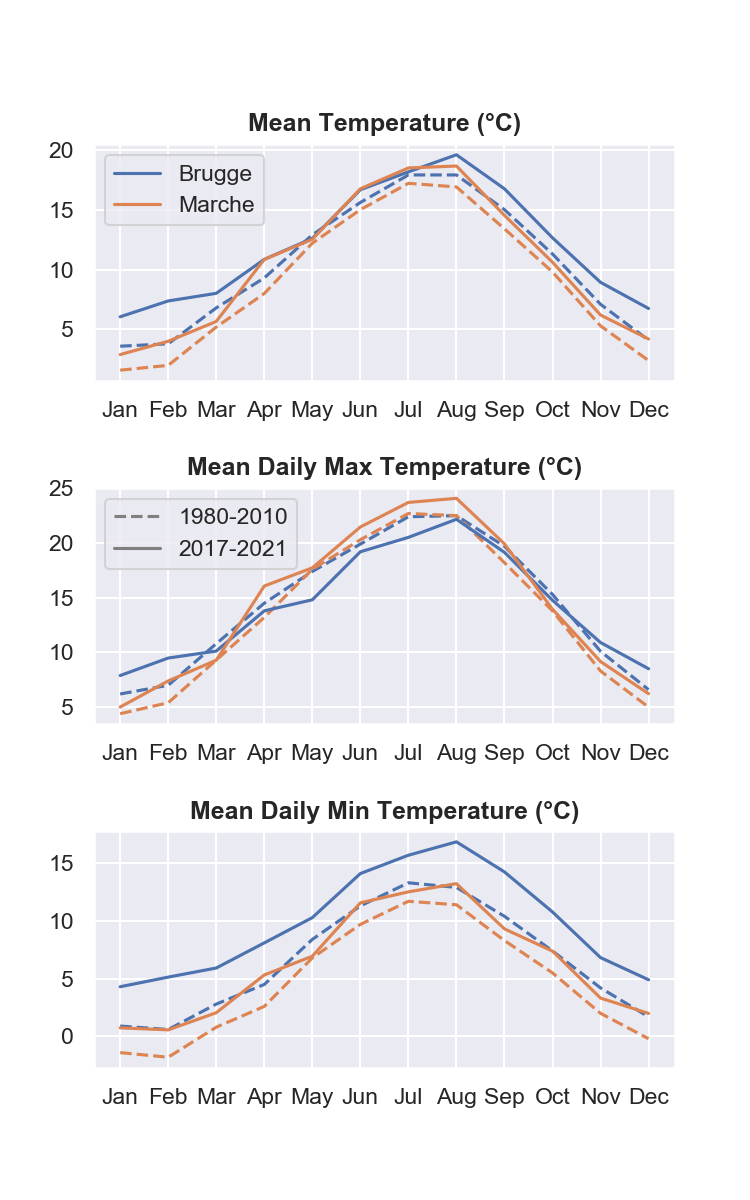 Mean Temperature (°C)
20
15
10
5
Brugge
Marche
Jan Feb Mar Apr May Jun Jul Aug Sep Oct Nov Dec
Mean Daily Max Temperature (°C)
25
20
15
10
5
1980-2010
2017-2021
Jan Feb Mar Apr May Jun Jul Aug Sep Oct Nov Dec
Mean Daily Min Temperature (°C)
15
10
5
0
Jan Feb Mar Apr May Jun Jul Aug Sep Oct Nov Dec